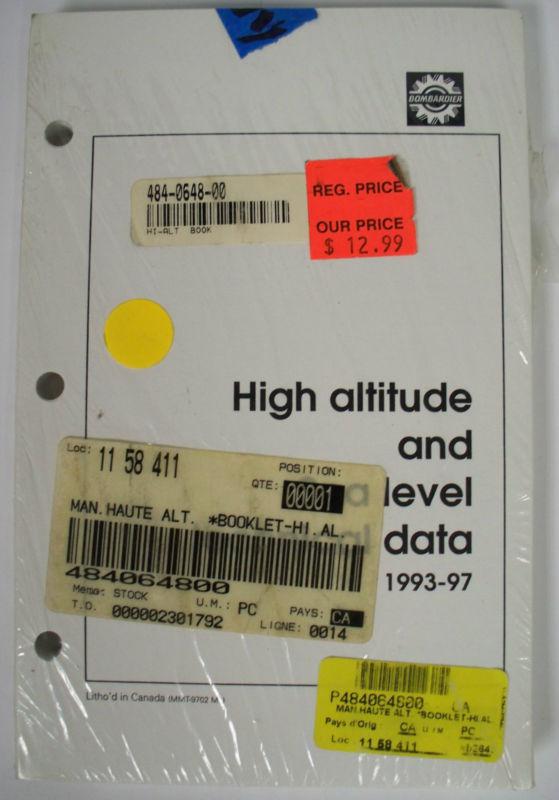 BOMBARDIER
484-0648-00
HI-ALT BOOK
REG. PRICE
OUR PRICE
$ 12.99
High altitude
and
level
data
1993-97
Loc: 11 58 411
POSITION:
QTE: 00001
MAN.HAUTE ALT. *BOOKLET-HI.AL
484064800
Memo: STOCK
U.M.: PC
PAYS: CA
T.O. 000002301792
LIGNE: 0014
Litho'd in Canada
P484064800 CA
MAN.HAUTE ALT. *BOOKLET-HI.AL
Pays d'Orig : CA U.M PC
Loc : 11 58 411